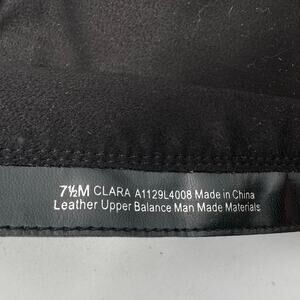 7½M CLARA A1129L4008 Made in China
Leather Upper Balance Man Made Materials